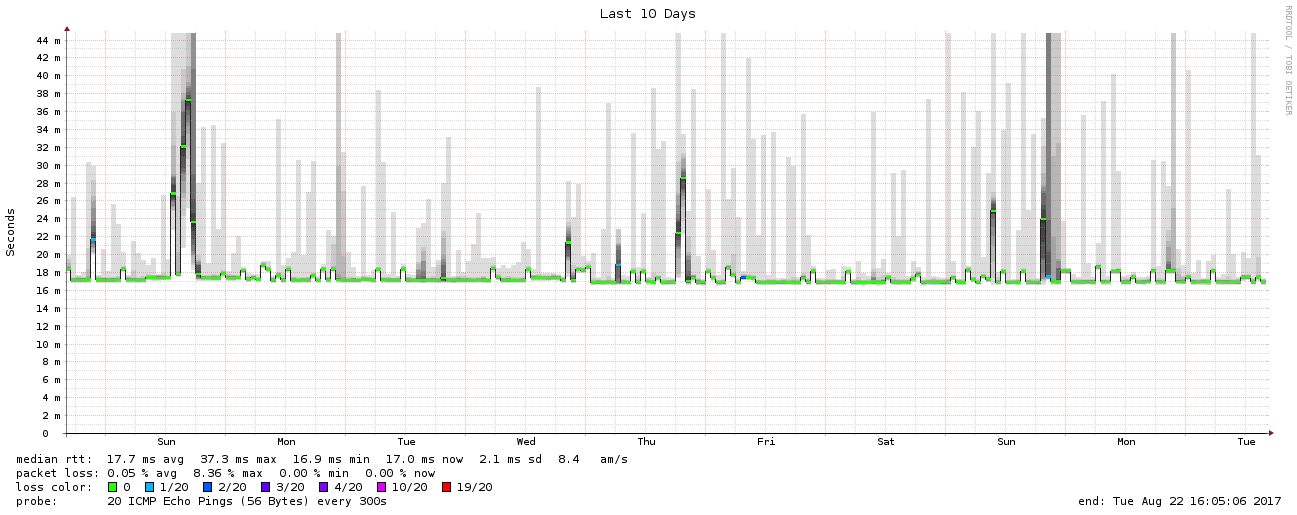 Last 10 Days
RRDTOOL / TOBI OETIKER
Seconds
44 m
42 m
40 m
38 m
36 m
34 m
32 m
30 m
28 m
26 m
24 m
22 m
20 m
18 m
16 m
14 m
12 m
10 m
8 m
6 m
4 m
2 m
0
Sun Mon Tue Wed Thu Fri Sat Sun Mon Tue
median rtt: 17.7 ms avg 37.3 ms max 16.9 ms min 17.0 ms now 2.1 ms sd 8.4 am/s
packet loss: 0.05 % avg 8.36 % max 0.00 % min 0.00 % now
loss color: 0 1/20 2/20 3/20 4/20 10/20 19/20
probe: 20 ICMP Echo Pings (56 Bytes) every 300s end: Tue Aug 22 16:05:06 2017